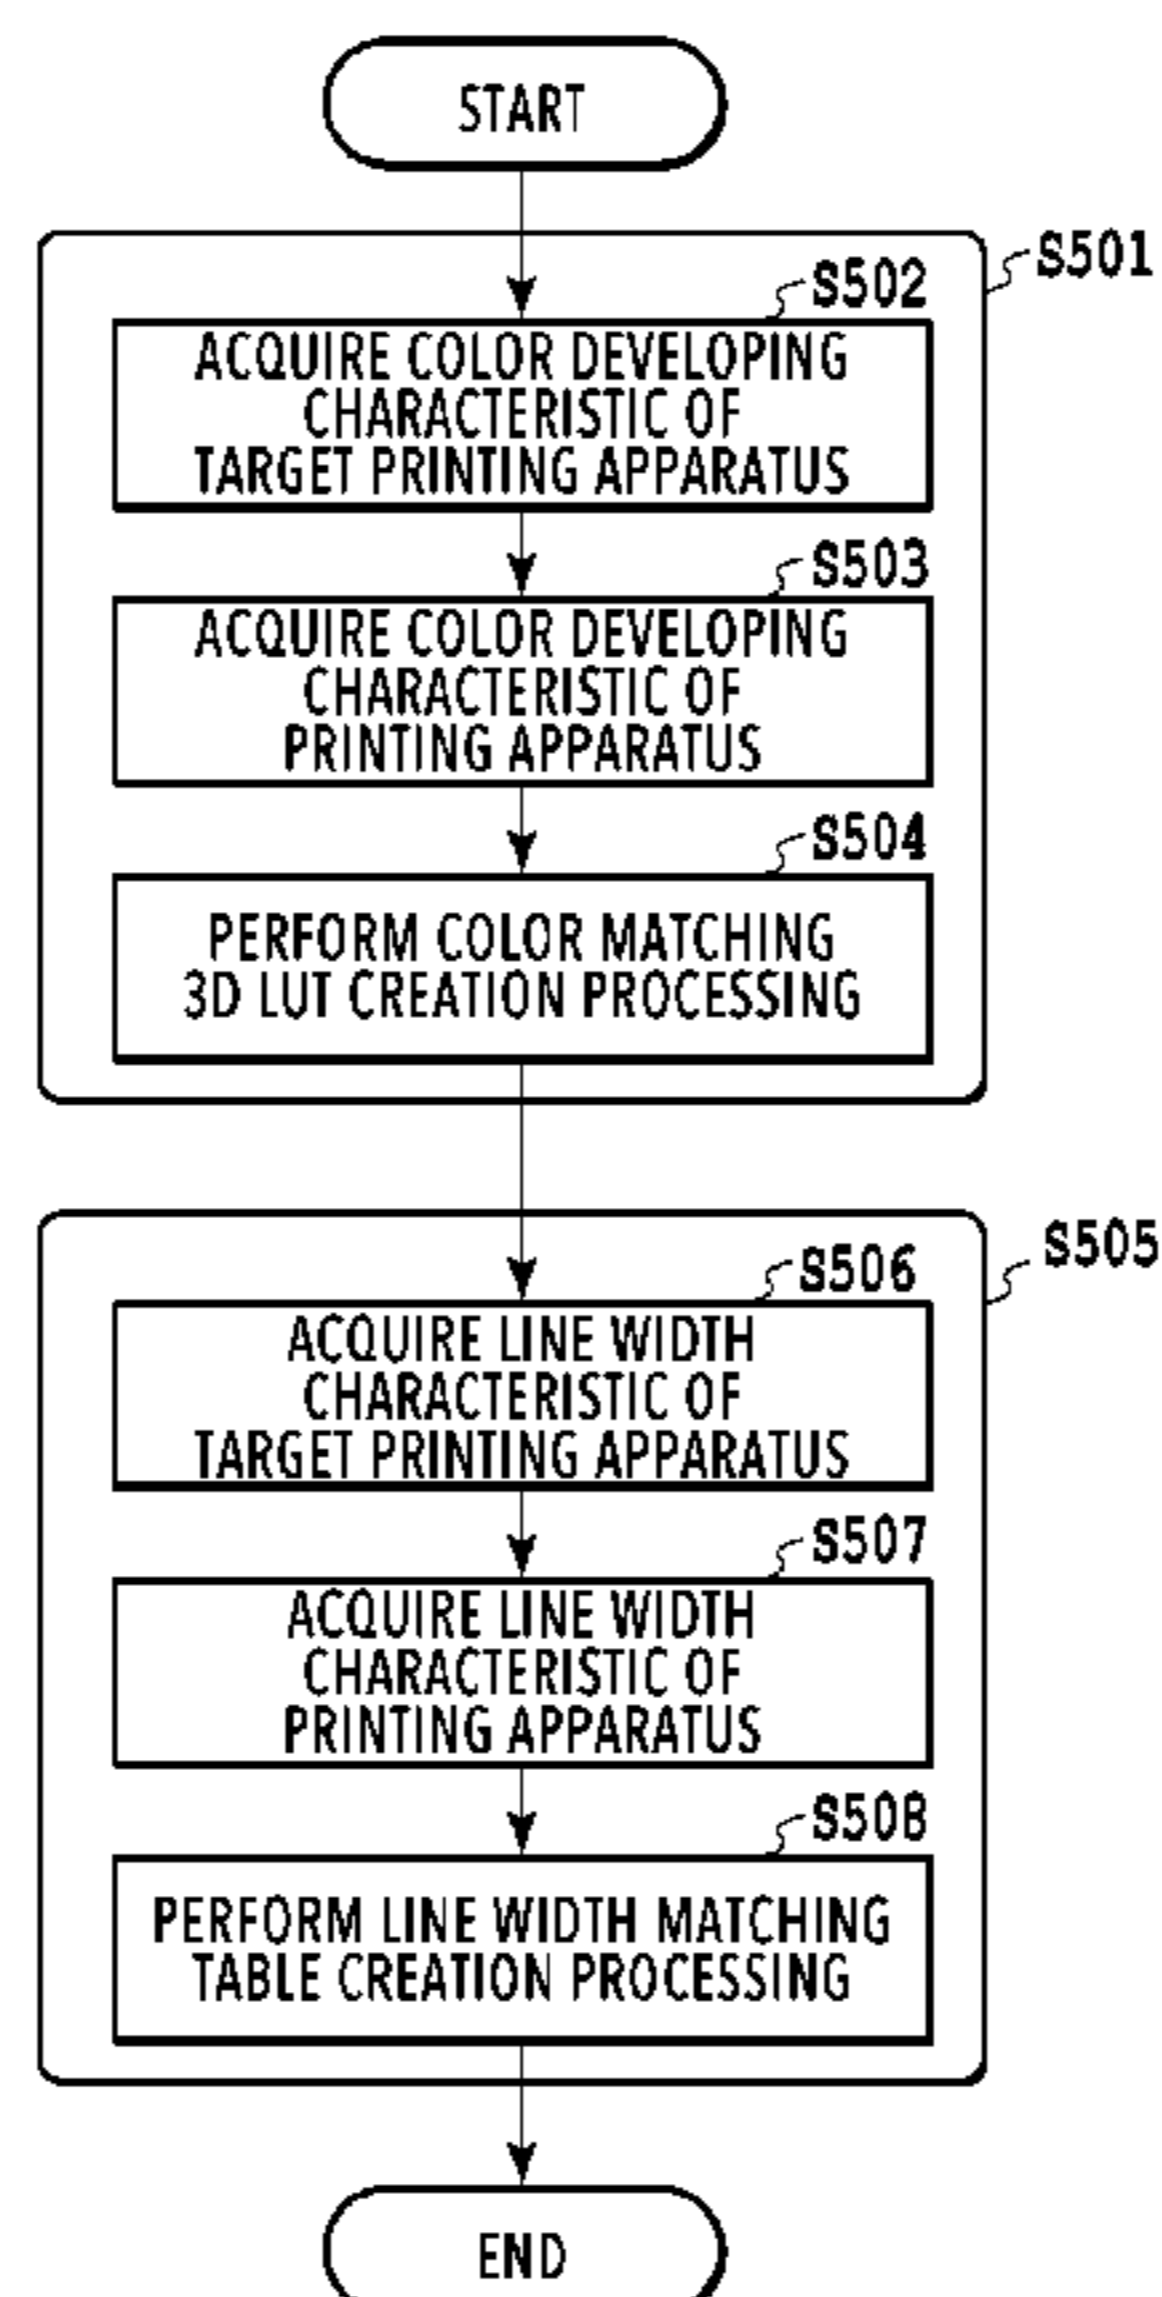 START
S501
S502
ACQUIRE COLOR DEVELOPING
CHARACTERISTIC OF
TARGET PRINTING APPARATUS
S503
ACQUIRE COLOR DEVELOPING
CHARACTERISTIC OF
PRINTING APPARATUS
S504
PERFORM COLOR MATCHING
3D LUT CREATION PROCESSING
S505
S506
ACQUIRE LINE WIDTH
CHARACTERISTIC OF
TARGET PRINTING APPARATUS
S507
ACQUIRE LINE WIDTH
CHARACTERISTIC OF
PRINTING APPARATUS
S508
PERFORM LINE WIDTH MATCHING
TABLE CREATION PROCESSING
END